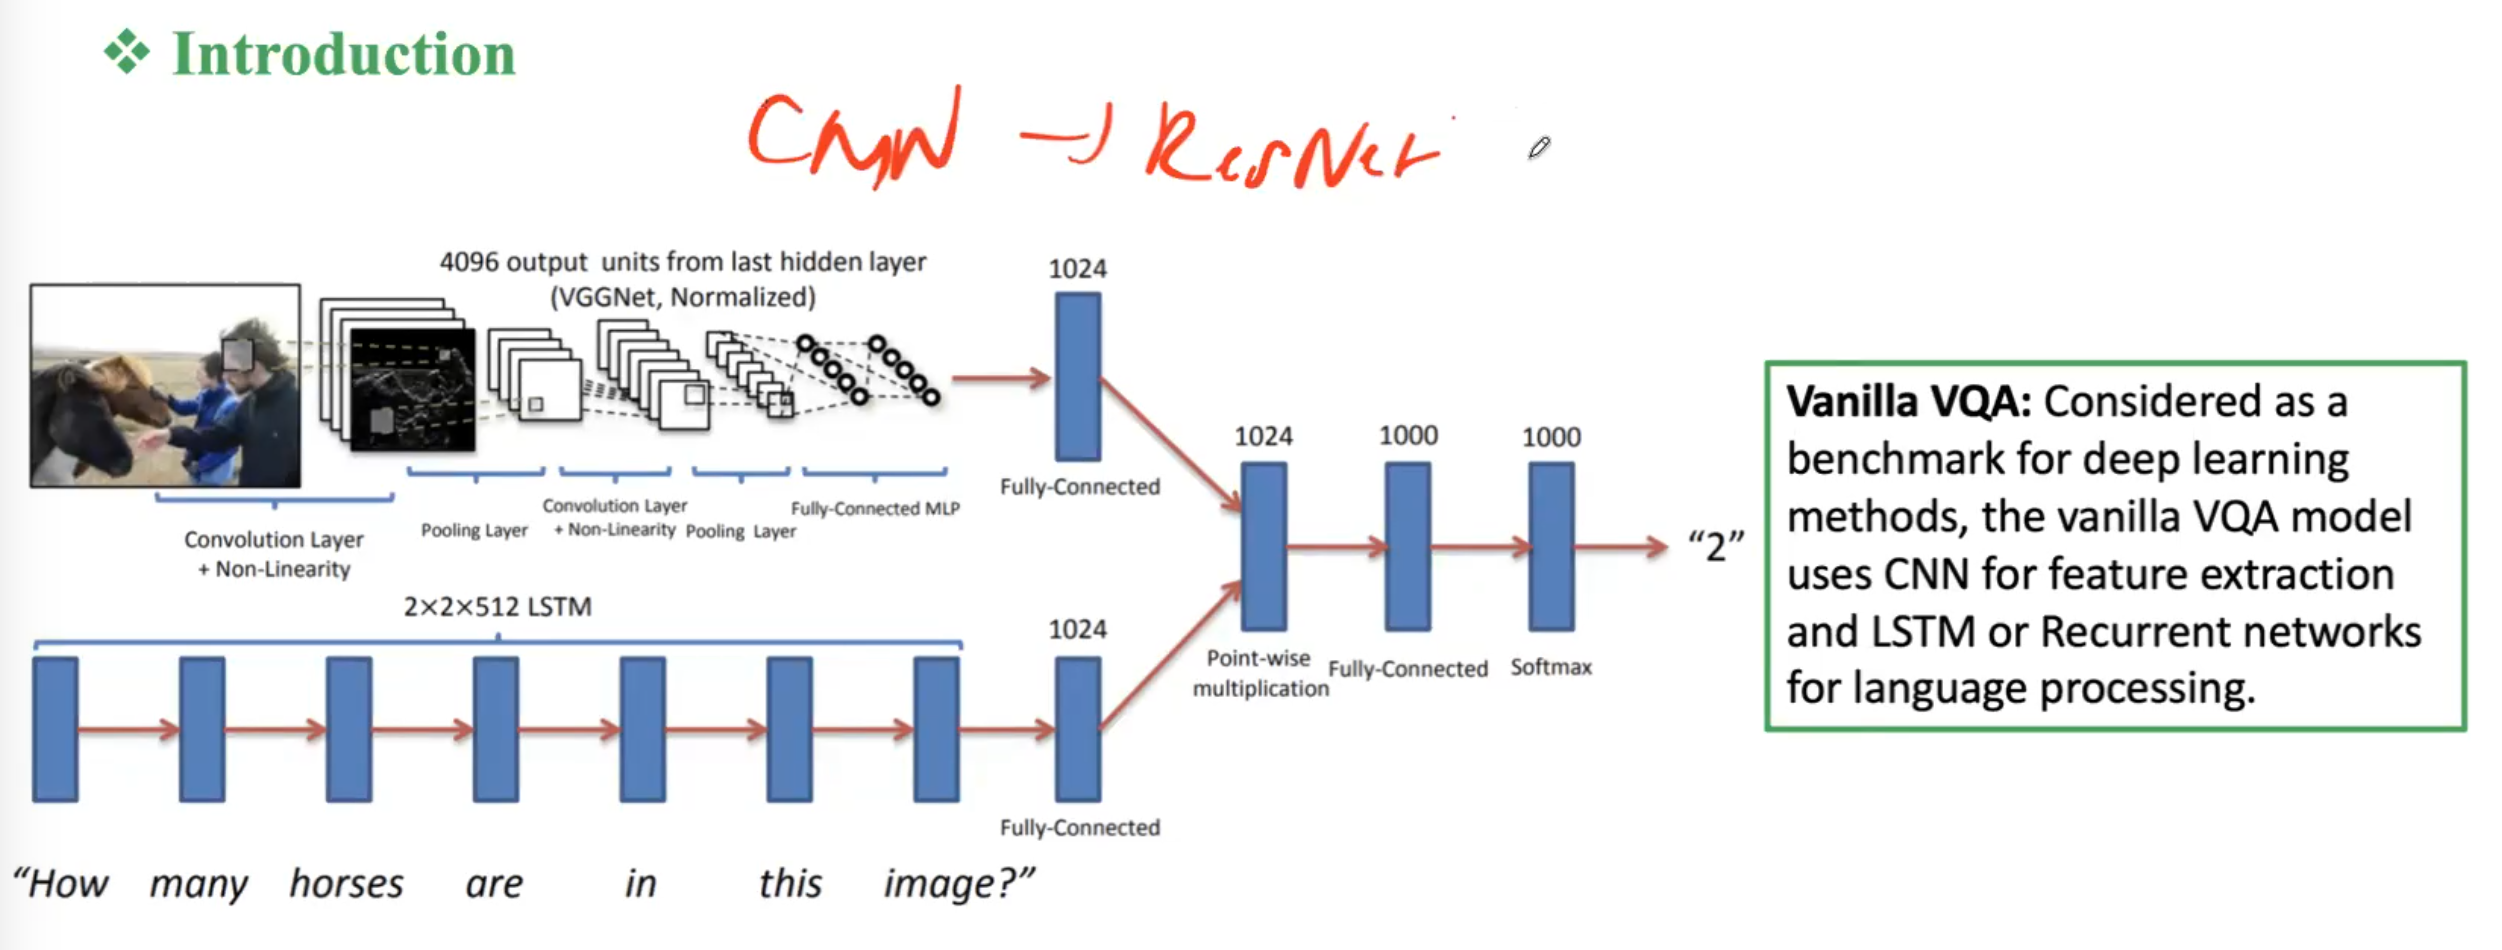 ❖ Introduction
CNN → ResNet
4096 output units from last hidden layer
(VGGNet, Normalized)
1024
Fully-Connected
Convolution Layer
+ Non-Linearity
Pooling Layer
Convolution Layer
+ Non-Linearity
Pooling Layer
Fully-Connected MLP
2×2×512 LSTM
1024
Fully-Connected
“How many horses are in this image?”
1024
Point-wise
multiplication
1000
Fully-Connected
1000
Softmax
“2”
Vanilla VQA: Considered as a
benchmark for deep learning
methods, the vanilla VQA model
uses CNN for feature extraction
and LSTM or Recurrent networks
for language processing.